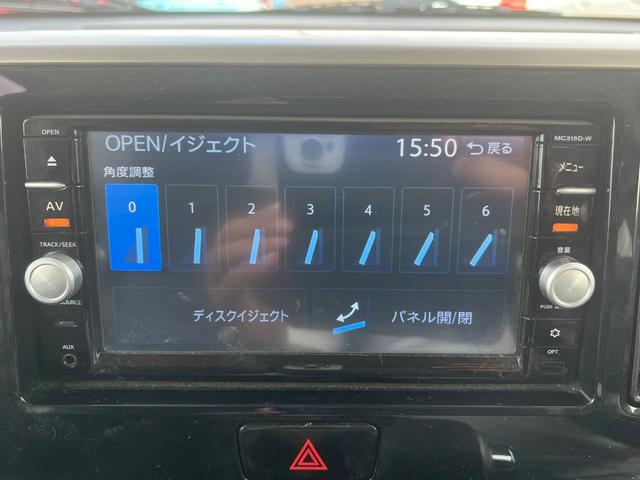 OPEN
MC315D-W
OPEN/イジェクト
15:50
戻る
角度調整
0 1 2 3 4 5 6
ディスクイジェクト
パネル開/閉
AV
TRACK/SEEK
SOURCE
AUX
メニュー
現在地
音量
OPT